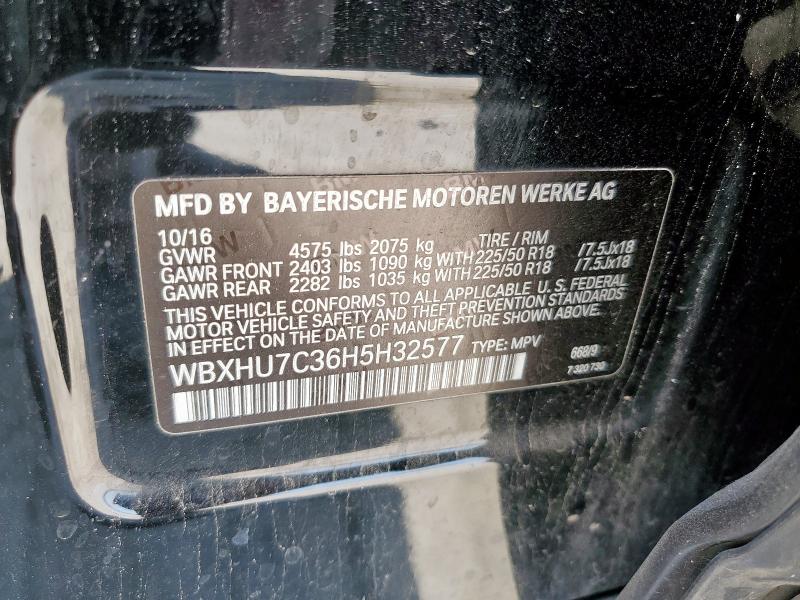 MFD BY BAYERISCHE MOTOREN WERKE AG
10/16 TIRE / RIM
GVWR 4575 lbs 2075 kg
GAWR FRONT 2403 lbs 1090 kg WITH 225/50 R18 /7.5Jx18
GAWR REAR 2282 lbs 1035 kg WITH 225/50 R18 /7.5Jx18
THIS VEHICLE CONFORMS TO ALL APPLICABLE U. S. FEDERAL
MOTOR VEHICLE SAFETY AND THEFT PREVENTION STANDARDS
IN EFFECT ON THE DATE OF MANUFACTURE SHOWN ABOVE.
WBXHU7C36H5H32577 TYPE: MPV
668/9
7 320 730